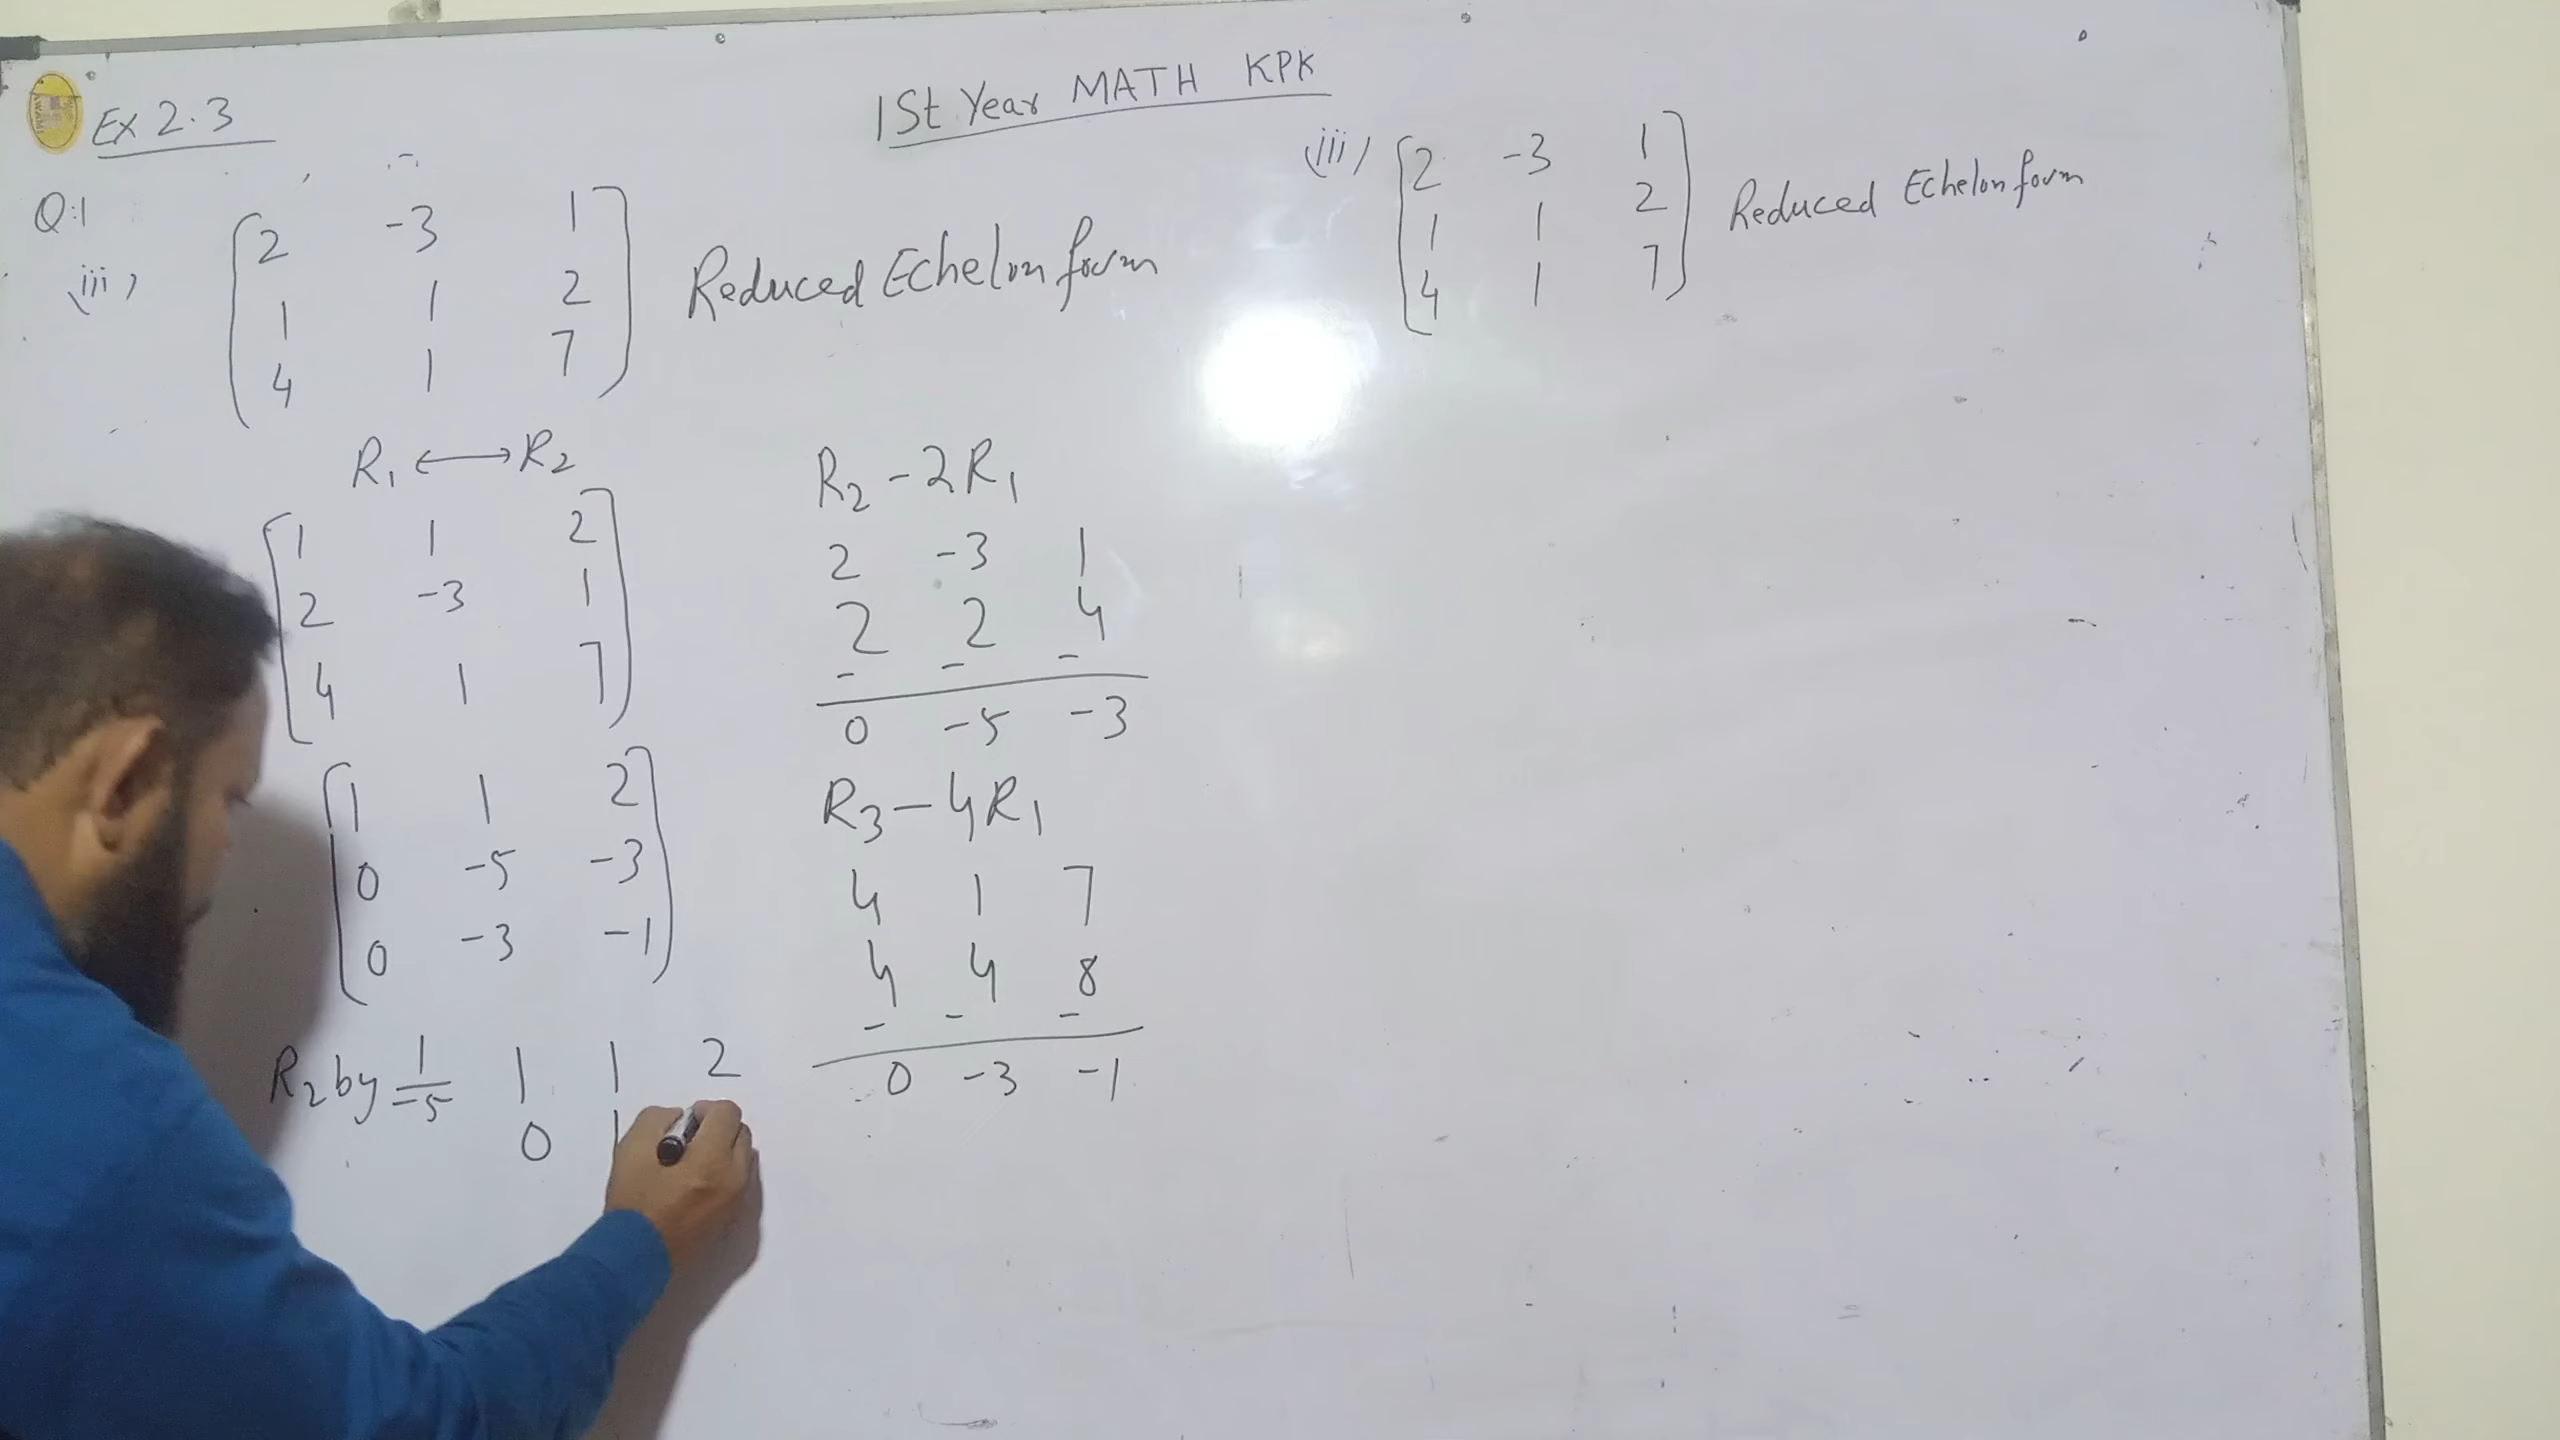 1St Year MATH KPK
Ex 2.3
Q:1
(iii) 2 -3 1
1 1 2
4 1 7
Reduced Echelon form
R1 ⟷ R2
1 1 2
2 -3 1
4 1 7
1 1 2
0 -5 -3
0 -3 -1
R2 by 1/-5 1 1 2
0 1
R2 - 2R1
2 -3 1
2 2 4
- - -
0 -5 -3
R3 - 4R1
4 1 7
4 4 8
- - -
0 -3 -1
(iii) 2 -3 1
1 1 2
4 1 7
Reduced Echelon form